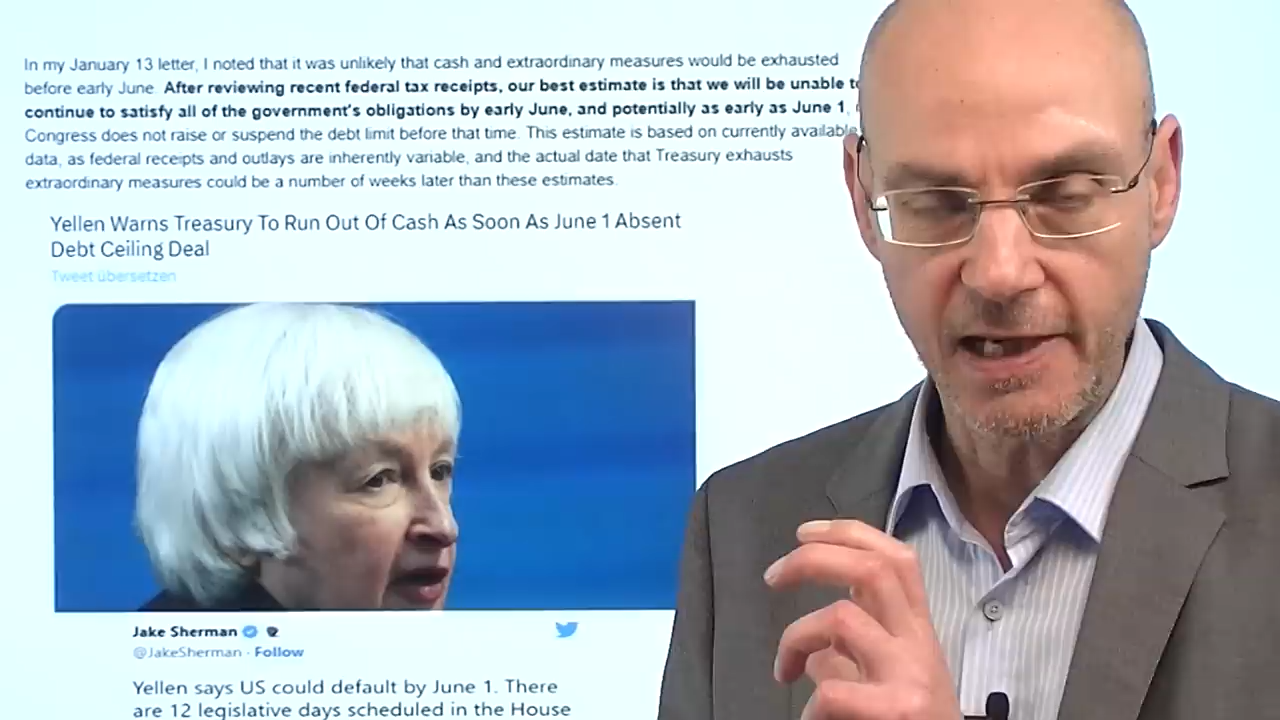 In my January 13 letter, I noted that it was unlikely that cash and extraordinary measures would be exhausted
before early June. After reviewing recent federal tax receipts, our best estimate is that we will be unable to
continue to satisfy all of the government's obligations by early June, and potentially as early as June 1,
Congress does not raise or suspend the debt limit before that time. This estimate is based on currently available
data, as federal receipts and outlays are inherently variable, and the actual date that Treasury exhausts
extraordinary measures could be a number of weeks later than these estimates.
Yellen Warns Treasury To Run Out Of Cash As Soon As June 1 Absent
Debt Ceiling Deal
Tweet übersetzen
Jake Sherman
@JakeSherman · Follow
Yellen says US could default by June 1. There
are 12 legislative days scheduled in the House